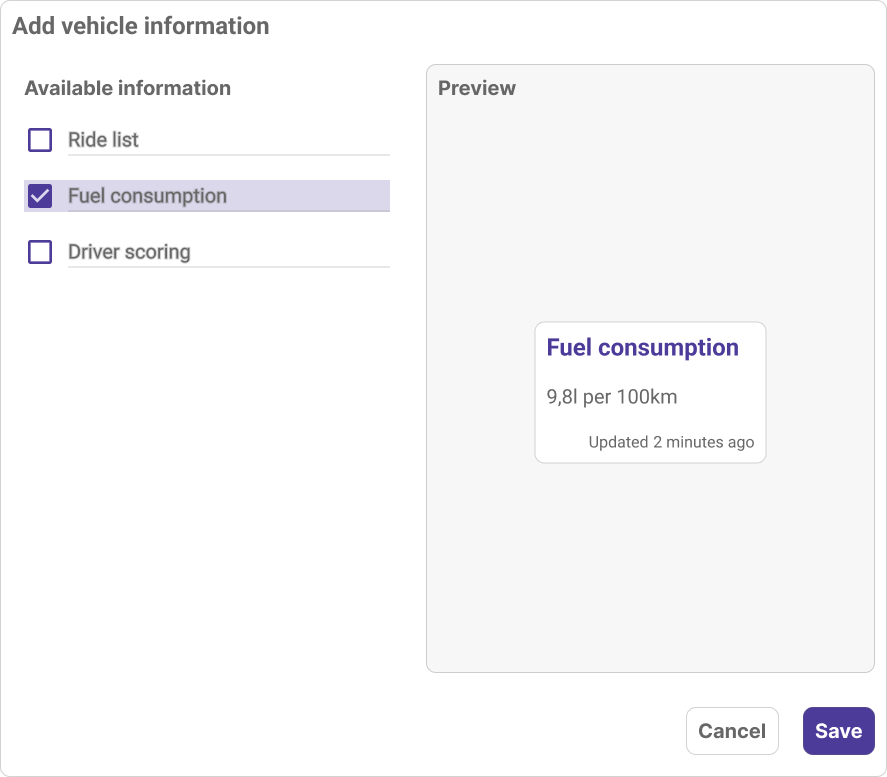 Add vehicle information
Available information
Ride list
Fuel consumption
Driver scoring
Preview
Fuel consumption
9,8l per 100km
Updated 2 minutes ago
Cancel
Save